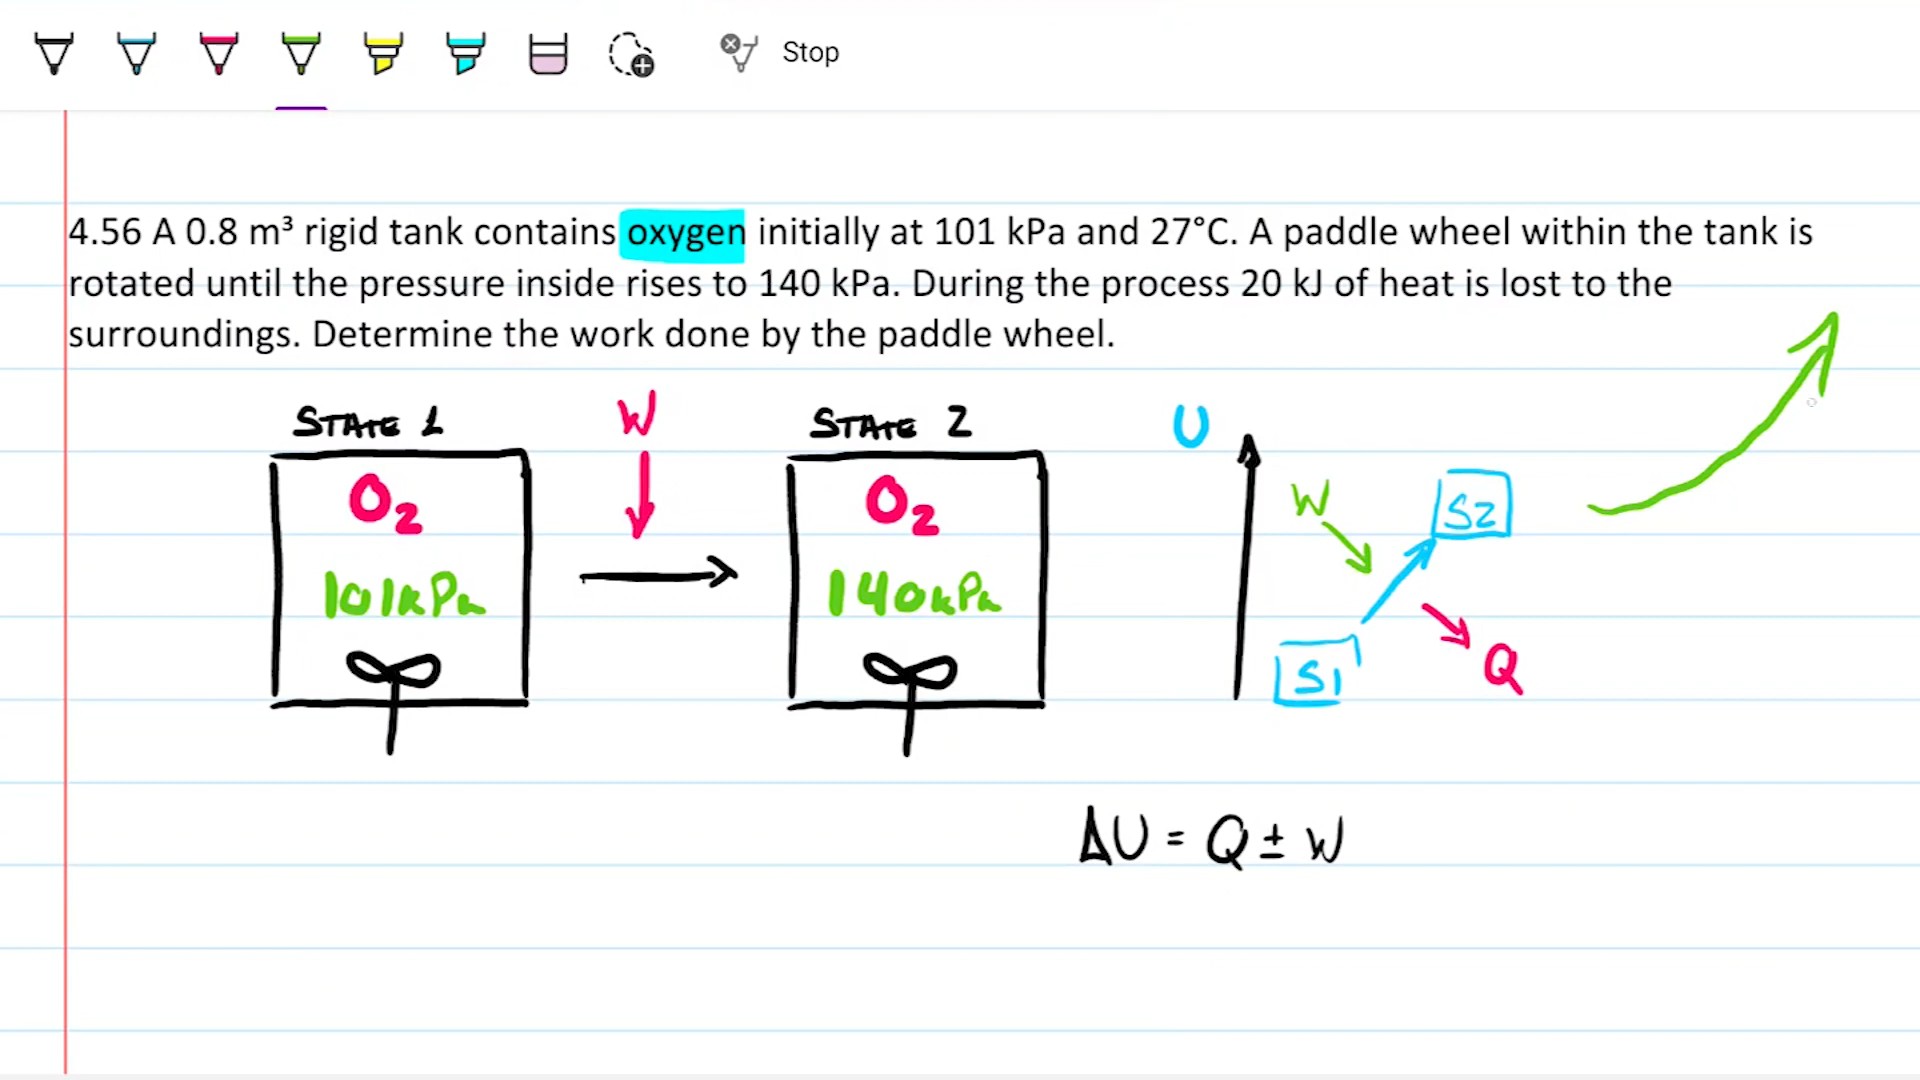 Stop
4.56 A 0.8 m³ rigid tank contains oxygen initially at 101 kPa and 27°C. A paddle wheel within the tank is
rotated until the pressure inside rises to 140 kPa. During the process 20 kJ of heat is lost to the
surroundings. Determine the work done by the paddle wheel.
STATE 1
W
STATE 2
U
O₂
O₂
W
S2
101kPa
140kPa
S1
Q
ΔU = Q ± W